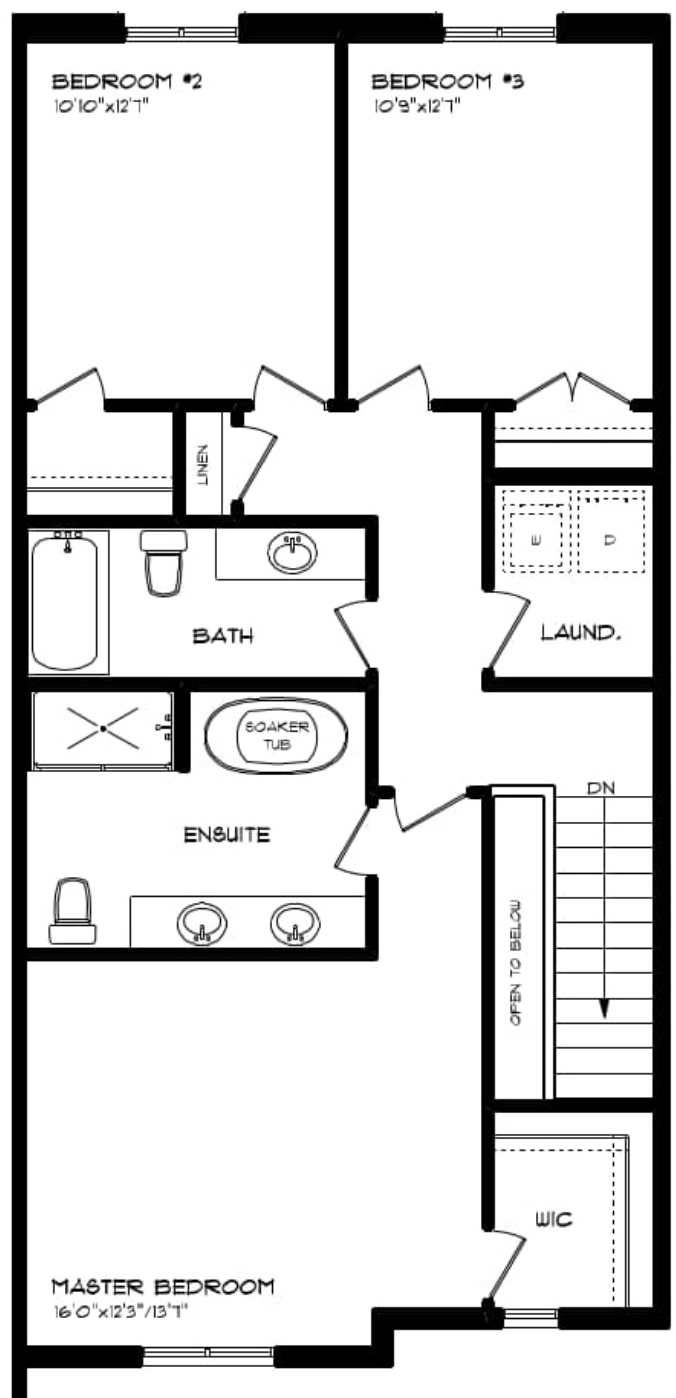 BEDROOM #2
10'10"x12'7"
BEDROOM #3
10'9"x12'7"
LINEN
W
D
BATH
LAUND.
SOAKER
TUB
DN
ENSUITE
OPEN TO BELOW
WIC
MASTER BEDROOM
16'0"x12'3"/13'7"